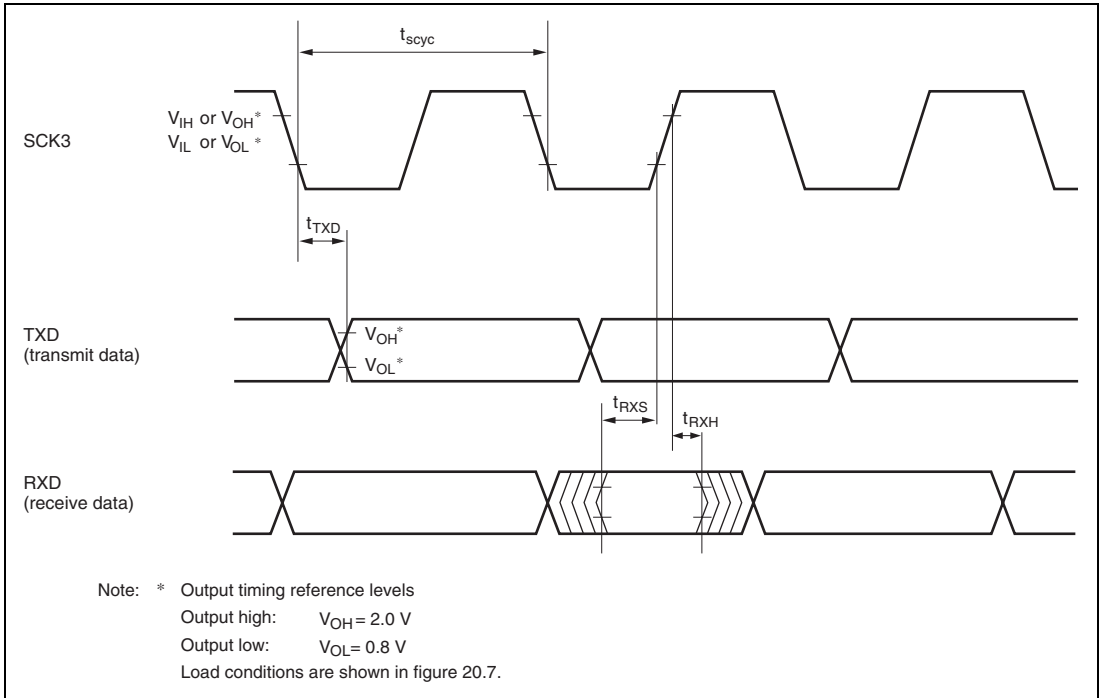 tscyc
VIH or VOH*
VIL or VOL *
SCK3
tTXD
TXD
(transmit data)
VOH*
VOL*
tRXS
tRXH
RXD
(receive data)
Note: * Output timing reference levels
Output high: VOH = 2.0 V
Output low: VOL= 0.8 V
Load conditions are shown in figure 20.7.